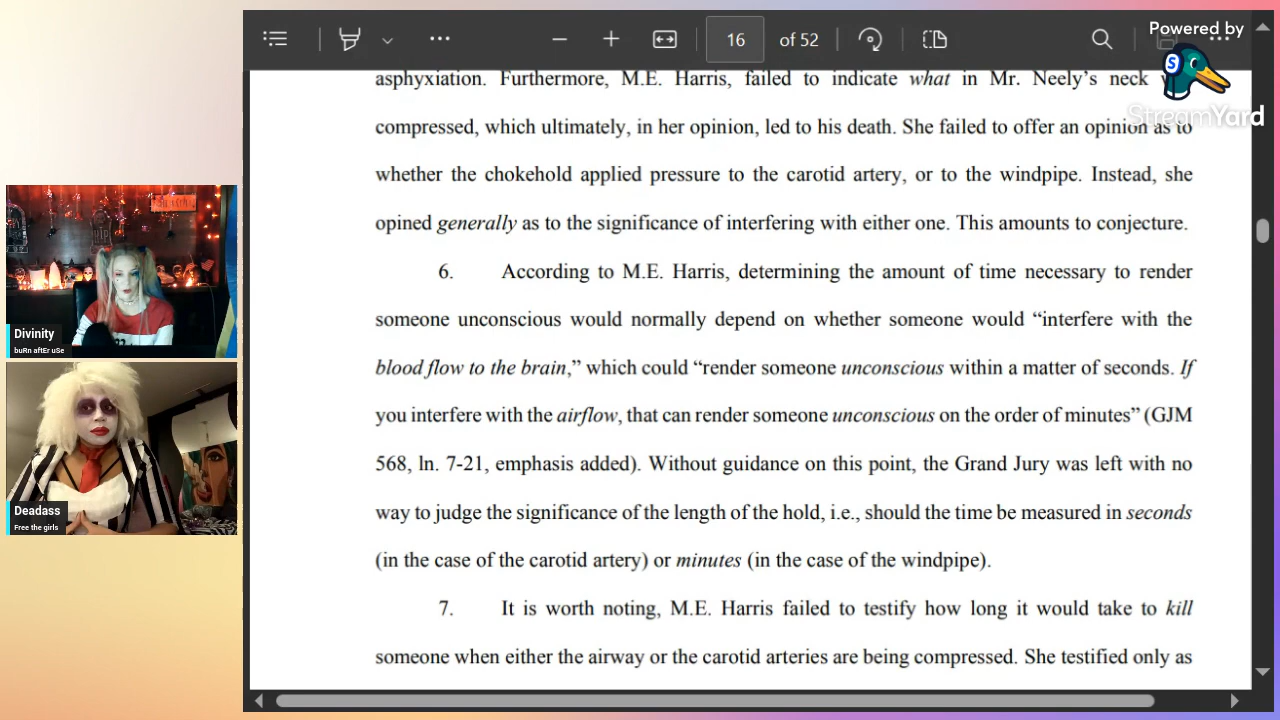 16 of 52
Powered by
StreamYard
asphyxiation. Furthermore, M.E. Harris, failed to indicate what in Mr. Neely's neck
compressed, which ultimately, in her opinion, led to his death. She failed to offer an opinion as to
whether the chokehold applied pressure to the carotid artery, or to the windpipe. Instead, she
opined generally as to the significance of interfering with either one. This amounts to conjecture.
6. According to M.E. Harris, determining the amount of time necessary to render
someone unconscious would normally depend on whether someone would “interfere with the
blood flow to the brain,” which could “render someone unconscious within a matter of seconds. If
you interfere with the airflow, that can render someone unconscious on the order of minutes” (GJM
568, ln. 7-21, emphasis added). Without guidance on this point, the Grand Jury was left with no
way to judge the significance of the length of the hold, i.e., should the time be measured in seconds
(in the case of the carotid artery) or minutes (in the case of the windpipe).
7. It is worth noting, M.E. Harris failed to testify how long it would take to kill
someone when either the airway or the carotid arteries are being compressed. She testified only as
Divinity
buRn aftEr uSe
Deadass
Free the girls